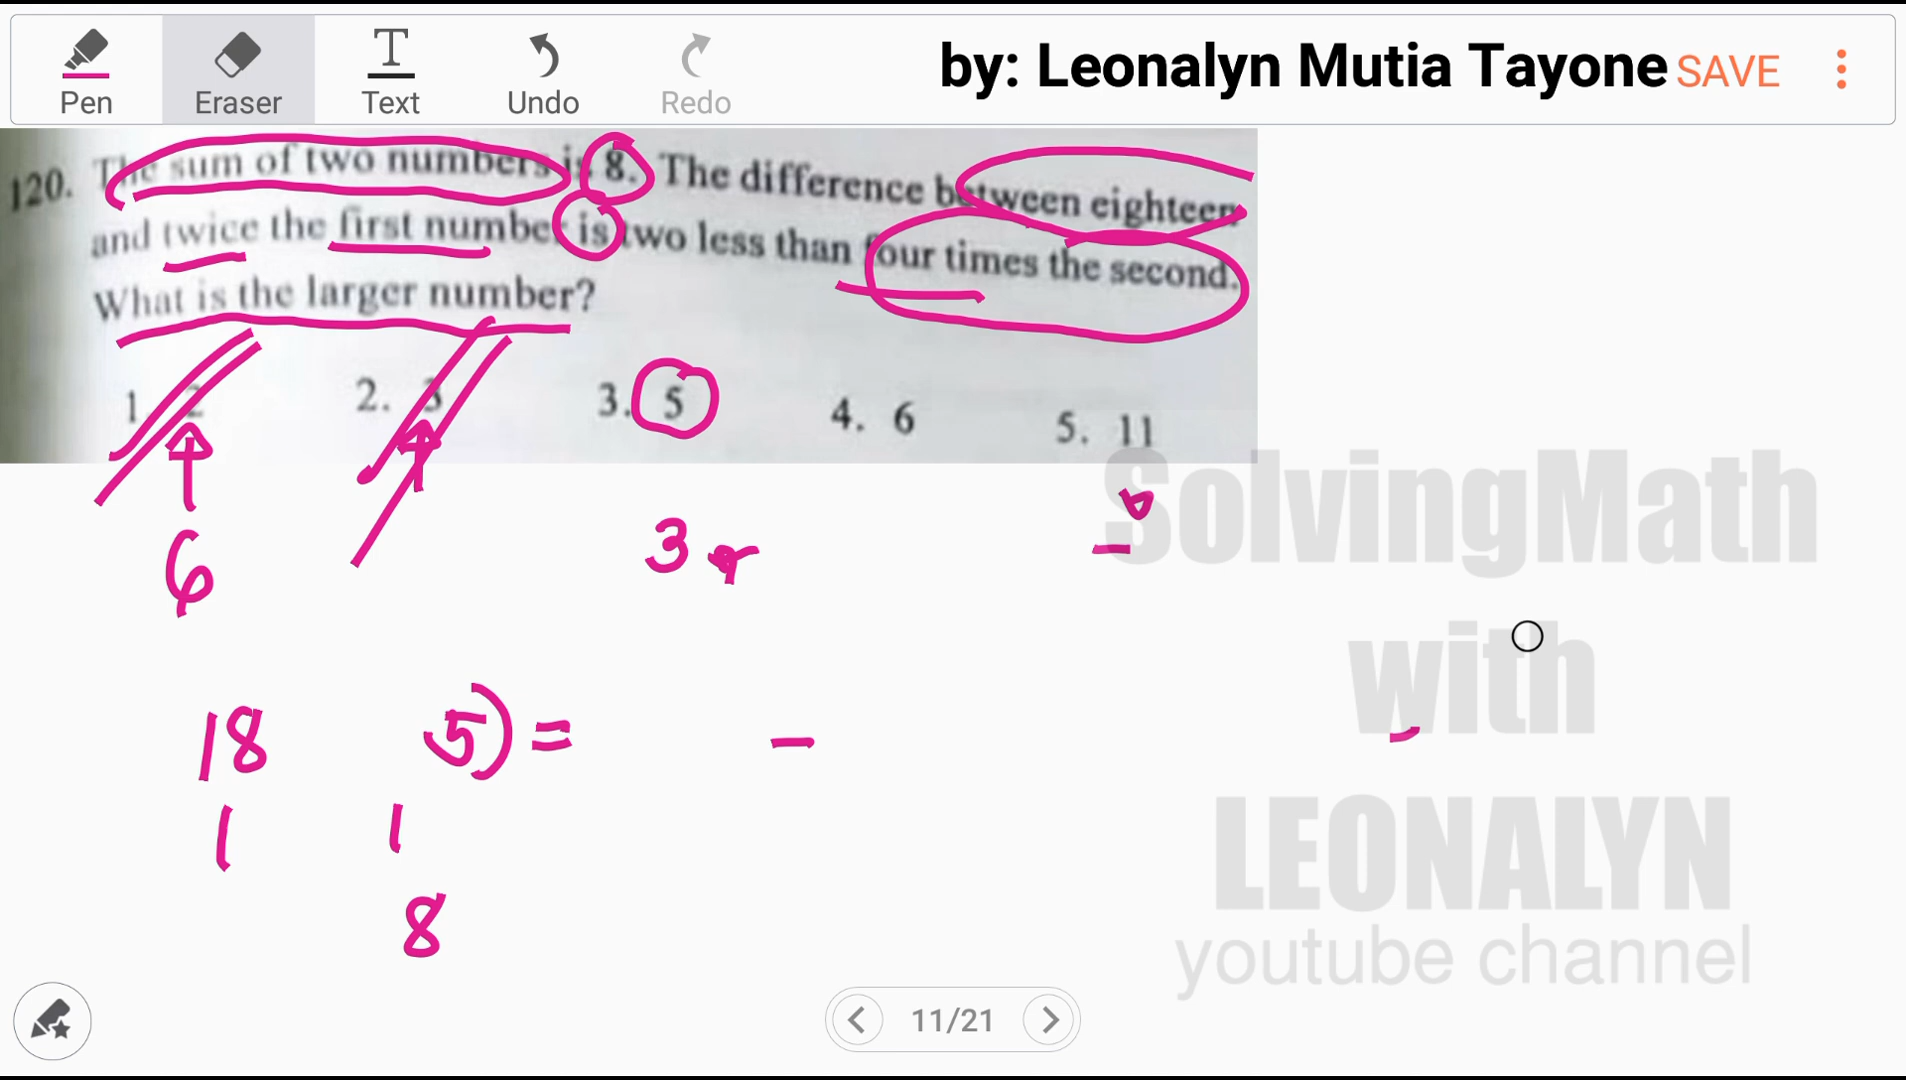 Pen Eraser Text Undo Redo by: Leonalyn Mutia Tayone SAVE
120. The sum of two numbers is 8. The difference between eighteen
and twice the first number is two less than four times the second.
What is the larger number?
1. 2 2. 3 3. 5 4. 6 5. 11
SolvingMath
6 3
with
18 5) = -
1 1
LEONALYN
8
youtube channel
11/21